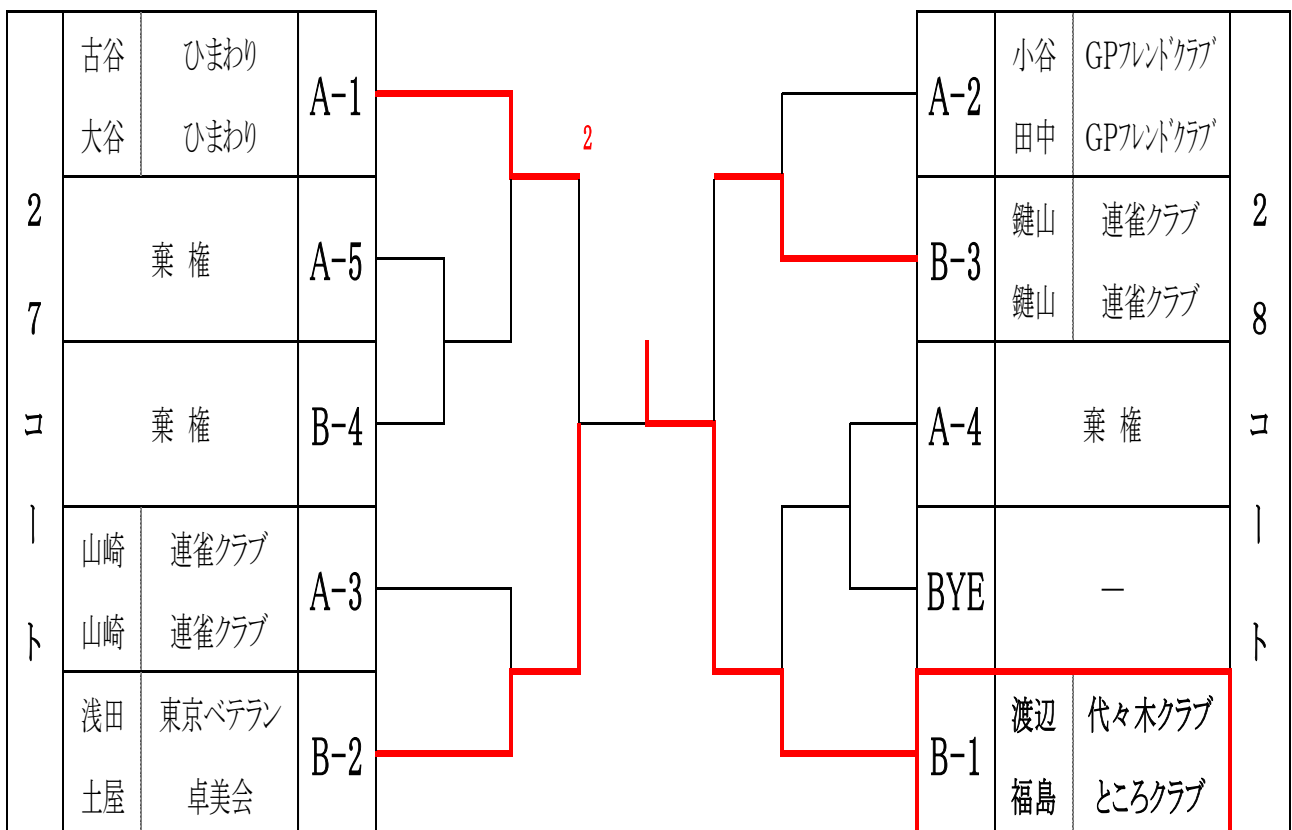 27コート
古谷 ひまわり
大谷 ひまわり
A-1
棄権
A-5
棄権
B-4
山崎 連雀クラブ
山崎 連雀クラブ
A-3
浅田 東京ベテラン
土屋 卓美会
B-2
2
A-2
小谷 GPフレンドクラブ
田中 GPフレンドクラブ
B-3
鍵山 連雀クラブ
鍵山 連雀クラブ
A-4
棄権
BYE
―
B-1
渡辺 代々木クラブ
福島 ところクラブ
28コート